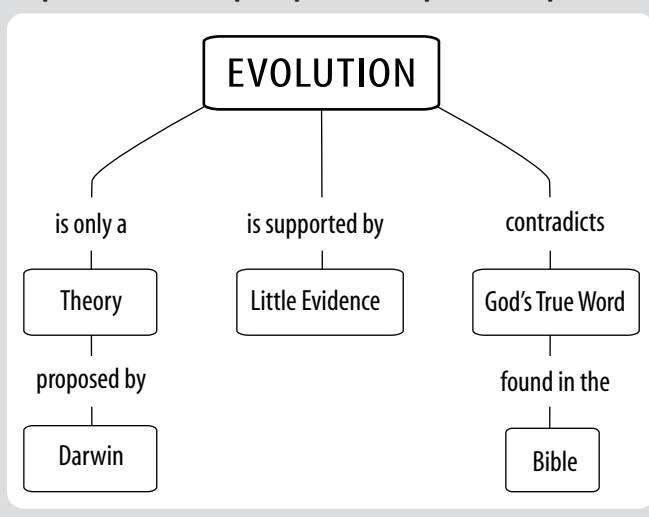 EVOLUTION
is only a
is supported by
contradicts
Theory
Little Evidence
God's True Word
proposed by
found in the
Darwin
Bible